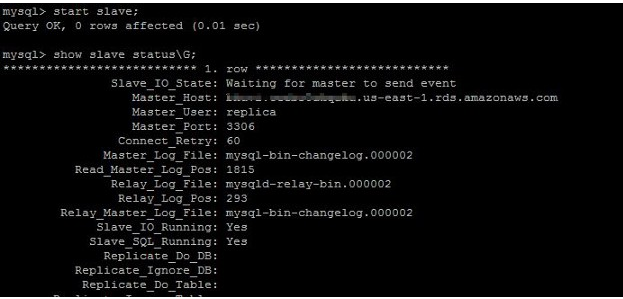 mysql> start slave;
Query OK, 0 rows affected (0.01 sec)
mysql> show slave status\G;
*************************** 1. row ***************************
Slave_IO_State: Waiting for master to send event
Master_Host: .us-east-1.rds.amazonaws.com
Master_User: replica
Master_Port: 3306
Connect_Retry: 60
Master_Log_File: mysql-bin-changelog.000002
Read_Master_Log_Pos: 1815
Relay_Log_File: mysqld-relay-bin.000002
Relay_Log_Pos: 293
Relay_Master_Log_File: mysql-bin-changelog.000002
Slave_IO_Running: Yes
Slave_SQL_Running: Yes
Replicate_Do_DB:
Replicate_Ignore_DB:
Replicate_Do_Table: